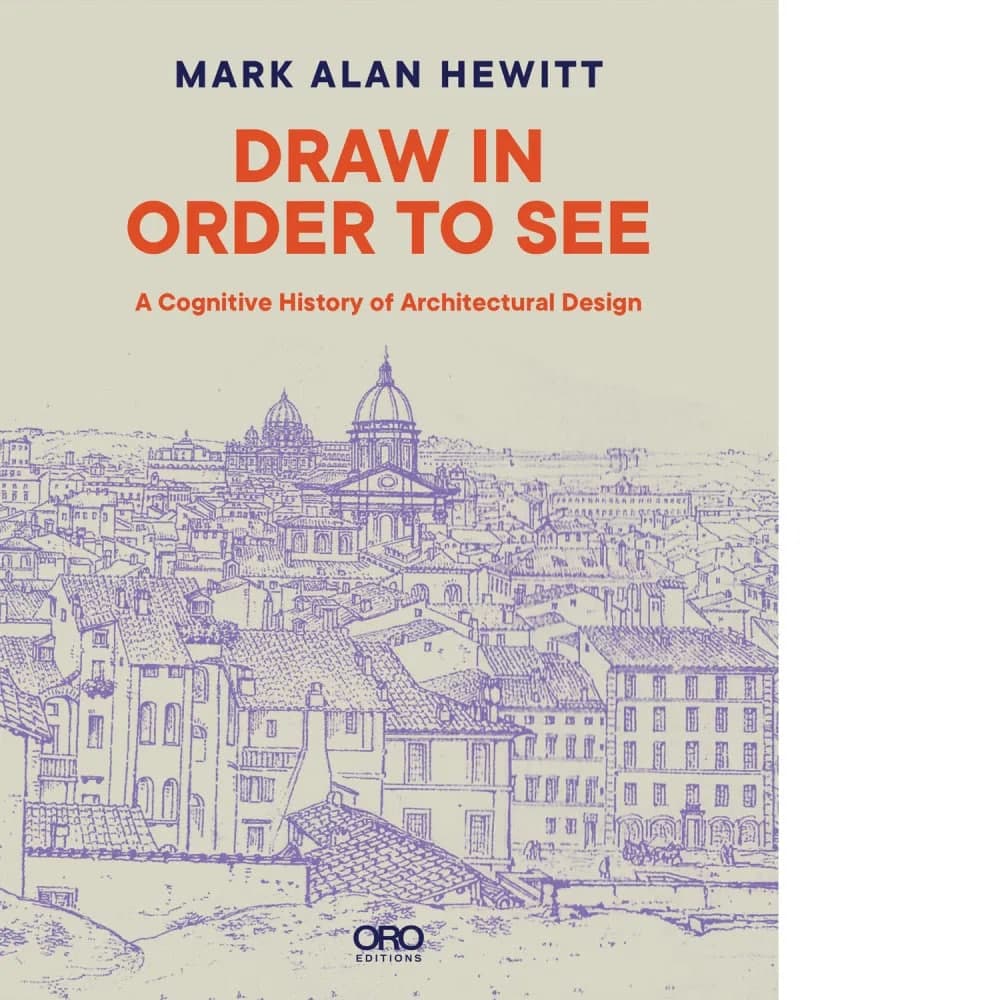 MARK ALAN HEWITT
DRAW IN
ORDER TO SEE
A Cognitive History of Architectural Design
ORO
EDITIONS